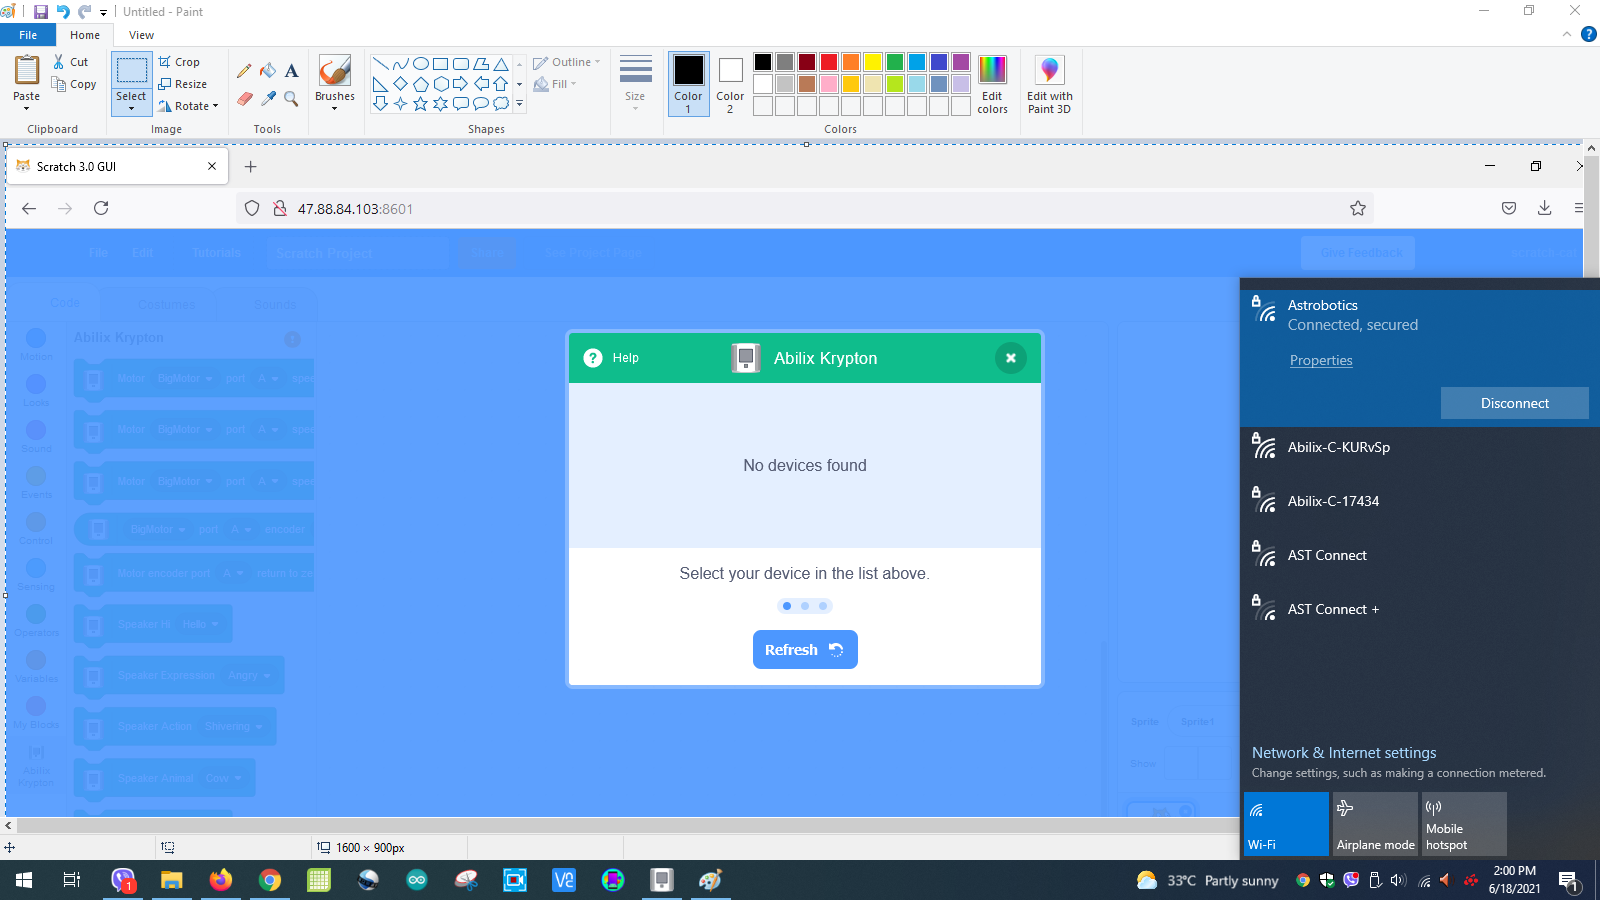 Untitled - Paint
File
Home
View
Paste
Cut
Copy
Clipboard
Select
Crop
Resize
Rotate
Image
Tools
Brushes
Shapes
Outline
Fill
Size
Color 1
Color 2
Edit colors
Edit with Paint 3D
Colors
Scratch 3.0 GUI
47.88.84.103:8601
File
Edit
Tutorials
Scratch Project
Share
See Project Page
Give Feedback
scratch-cat
Code
Costumes
Sounds
Motion
Looks
Sound
Events
Control
Sensing
Operators
Variables
My Blocks
Abilix Krypton
Abilix Krypton
Motor BigMotor port A spee
Motor BigMotor port A spee
Motor BigMotor port A spee
BigMotor port A encoder
Motor encoder port A return to ze
Speaker Hi Hello
Speaker Expression Angry
Speaker Action Shivering
Speaker Animal Cow
Help
Abilix Krypton
No devices found
Select your device in the list above.
Refresh
Sprite
Sprite1
Show
Astrobotics
Connected, secured
Properties
Disconnect
Abilix-C-KURvSp
Abilix-C-17434
AST Connect
AST Connect +
Network & Internet settings
Change settings, such as making a connection metered.
Wi-Fi
Airplane mode
Mobile hotspot
1600 × 900px
1
33°C Partly sunny
2:00 PM
6/18/2021
1